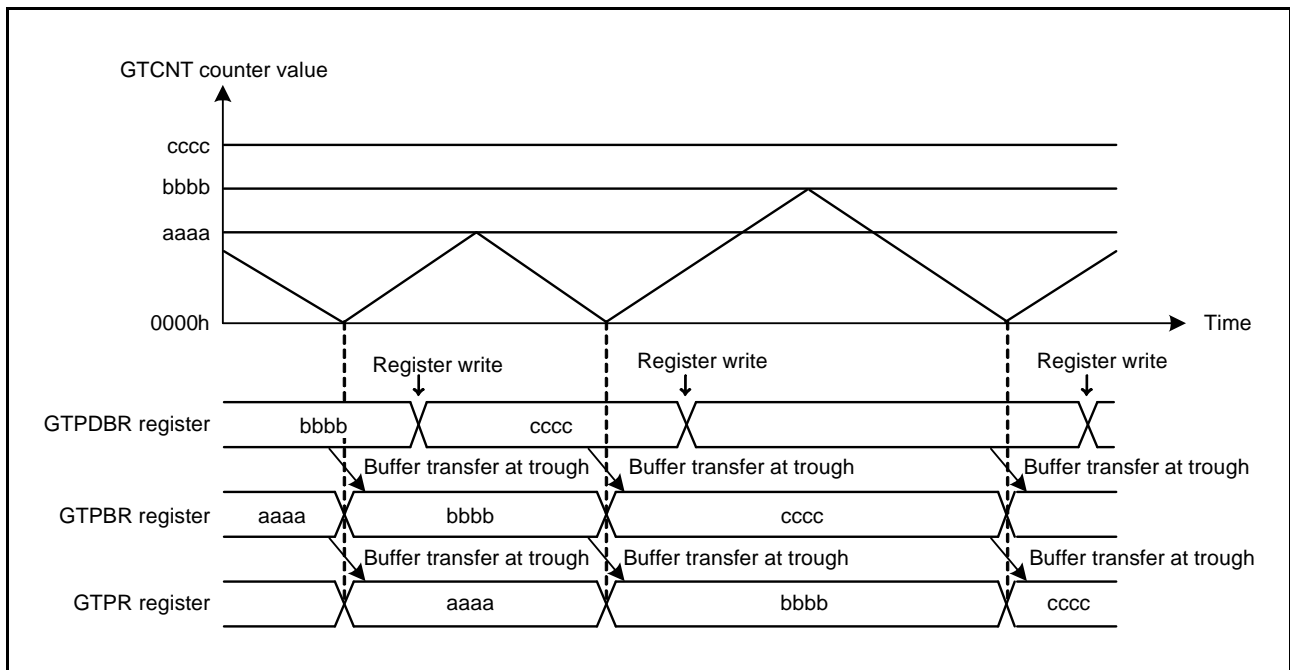 GTCNT counter value
cccc
bbbb
aaaa
0000h
Time
Register write
Register write
Register write
GTPDBR register
bbbb
cccc
Buffer transfer at trough
Buffer transfer at trough
Buffer transfer at trough
GTPBR register
aaaa
bbbb
cccc
Buffer transfer at trough
Buffer transfer at trough
Buffer transfer at trough
GTPR register
aaaa
bbbb
cccc